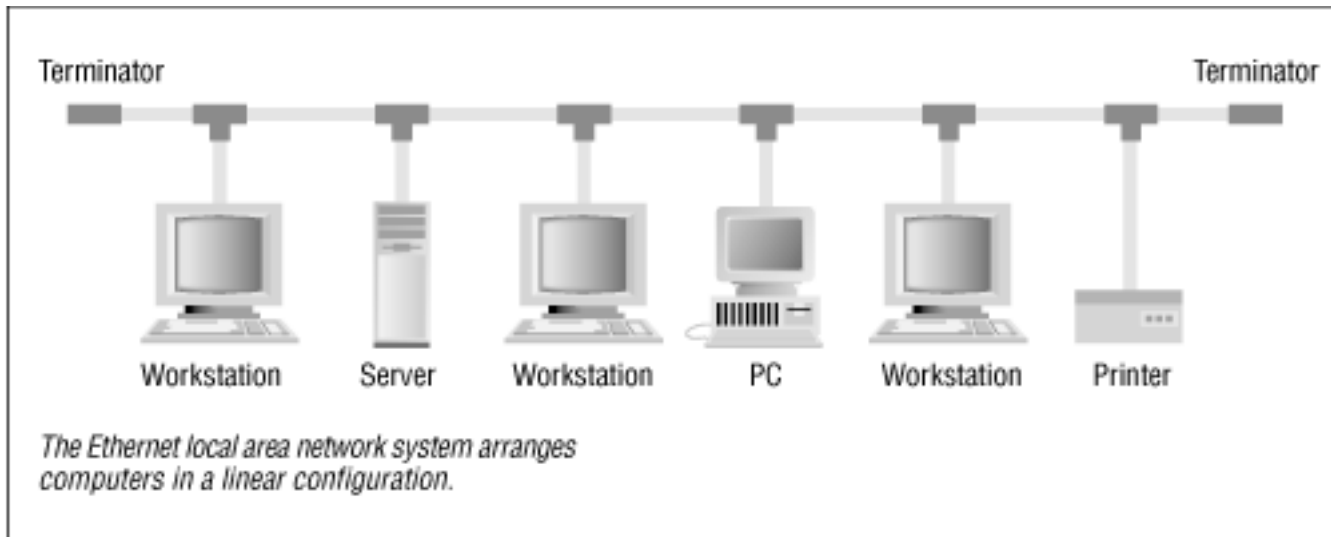 Terminator
Terminator
Workstation
Server
Workstation
PC
Workstation
Printer
The Ethernet local area network system arranges
computers in a linear configuration.